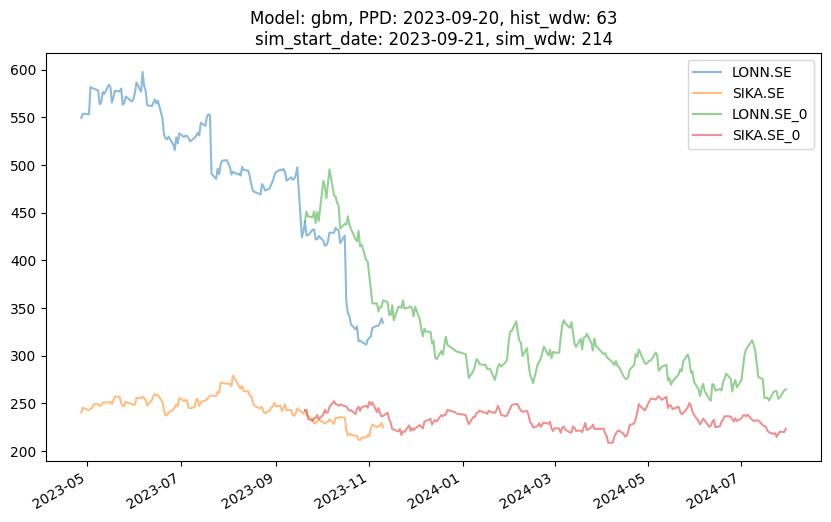 Model: gbm, PPD: 2023-09-20, hist_wdw: 63
sim_start_date: 2023-09-21, sim_wdw: 214
LONN.SE
SIKA.SE
LONN.SE_0
SIKA.SE_0
600
550
500
450
400
350
300
250
200
2023-05
2023-07
2023-09
2023-11
2024-01
2024-03
2024-05
2024-07